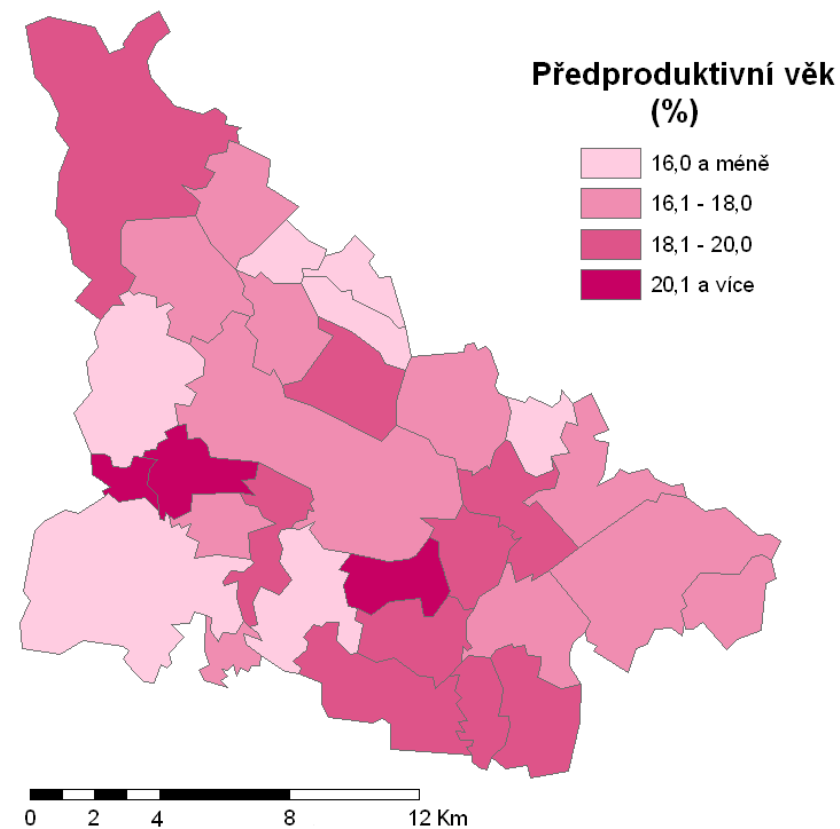 Předproduktivní věk
(%)
16,0 a méně
16,1 - 18,0
18,1 - 20,0
20,1 a více
0 2 4 8 12 Km